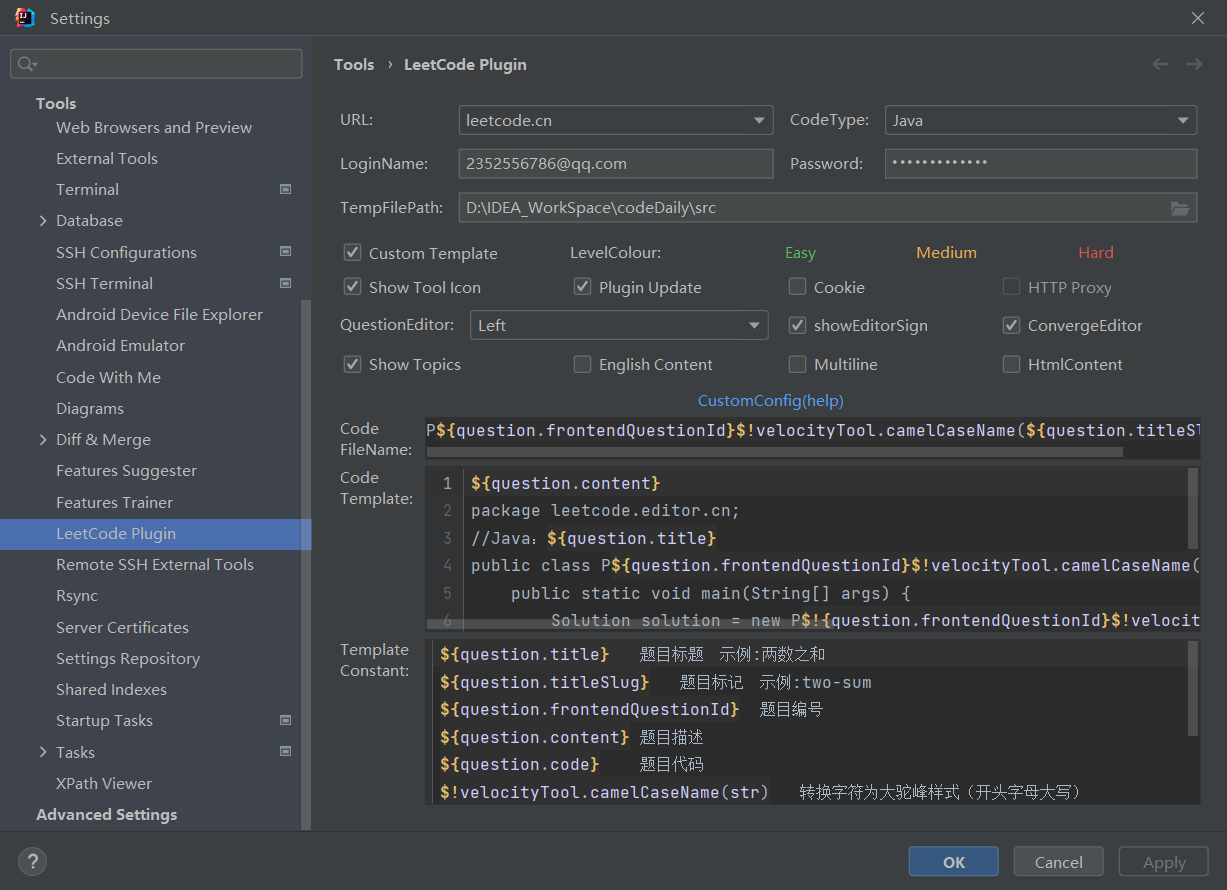 Settings
Tools
Web Browsers and Preview
External Tools
Terminal
Database
SSH Configurations
SSH Terminal
Android Device File Explorer
Android Emulator
Code With Me
Diagrams
Diff & Merge
Features Suggester
Features Trainer
LeetCode Plugin
Remote SSH External Tools
Rsync
Server Certificates
Settings Repository
Shared Indexes
Startup Tasks
Tasks
XPath Viewer
Advanced Settings
Tools › LeetCode Plugin
URL: leetcode.cn CodeType: Java
LoginName: 2352556786@qq.com Password: •••••••••••••
TempFilePath: D:\IDEA_WorkSpace\codeDaily\src
Custom Template LevelColour: Easy Medium Hard
Show Tool Icon Plugin Update Cookie HTTP Proxy
QuestionEditor: Left showEditorSign ConvergeEditor
Show Topics English Content Multiline HtmlContent
CustomConfig(help)
Code FileName: P${question.frontendQuestionId}$!velocityTool.camelCaseName(${question.titleSl
Code Template:
1 ${question.content}
2 package leetcode.editor.cn;
3 //Java：${question.title}
4 public class P${question.frontendQuestionId}$!velocityTool.camelCaseName(
5 public static void main(String[] args) {
6 Solution solution = new P$!{question.frontendQuestionId}$!velocit
Template Constant:
${question.title} 题目标题 示例:两数之和
${question.titleSlug} 题目标记 示例:two-sum
${question.frontendQuestionId} 题目编号
${question.content} 题目描述
${question.code} 题目代码
$!velocityTool.camelCaseName(str) 转换字符为大驼峰样式（开头字母大写）
? OK Cancel Apply